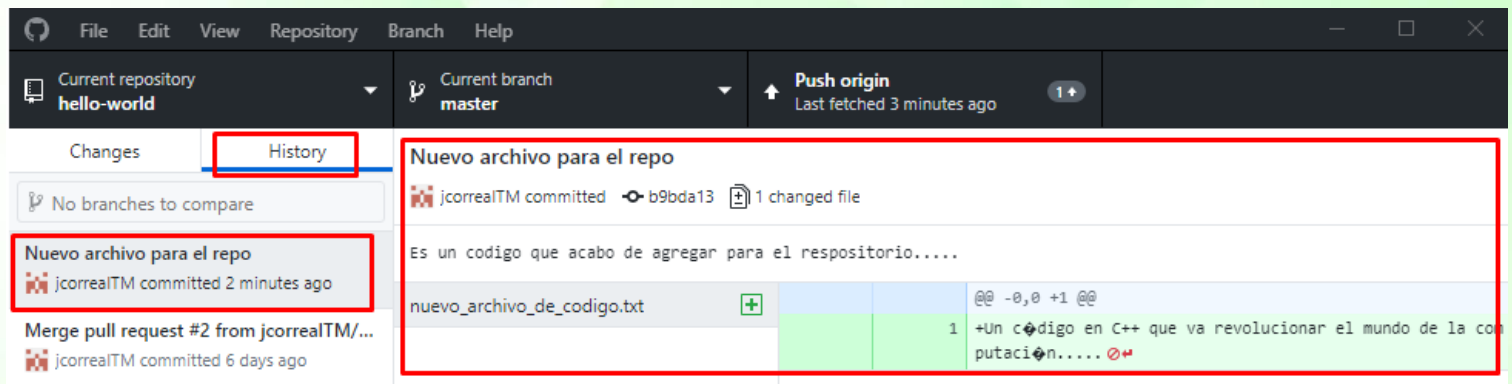 File Edit View Repository Branch Help
Current repository
hello-world
Current branch
master
Push origin
Last fetched 3 minutes ago
1
Changes
History
No branches to compare
Nuevo archivo para el repo
jcorrealTM committed 2 minutes ago
Merge pull request #2 from jcorrealTM/...
jcorrealTM committed 6 days ago
Nuevo archivo para el repo
jcorrealTM committed b9bda13 1 changed file
Es un codigo que acabo de agregar para el respositorio.....
nuevo_archivo_de_codigo.txt
@@ -0,0 +1 @@
1 +Un c�digo en C++ que va revolucionar el mundo de la com
putaci�n.....